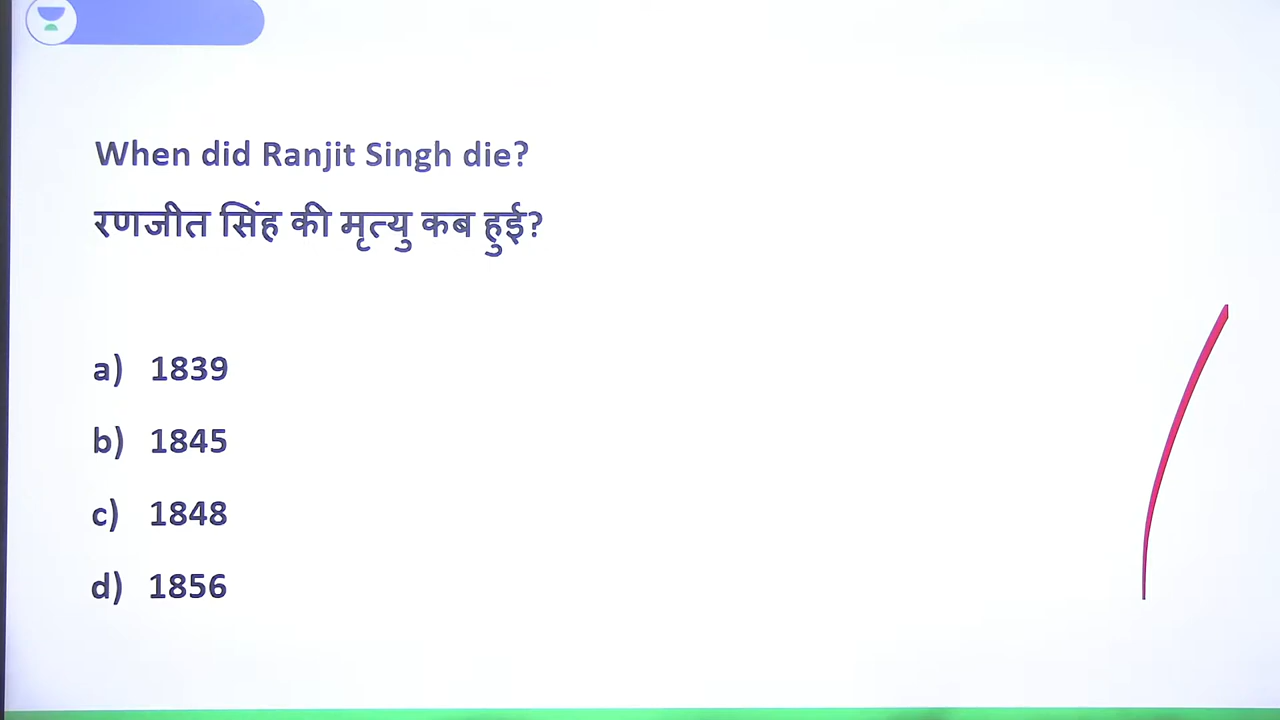 When did Ranjit Singh die?
रणजीत सिंह की मृत्यु कब हुई?
a) 1839
b) 1845
c) 1848
d) 1856